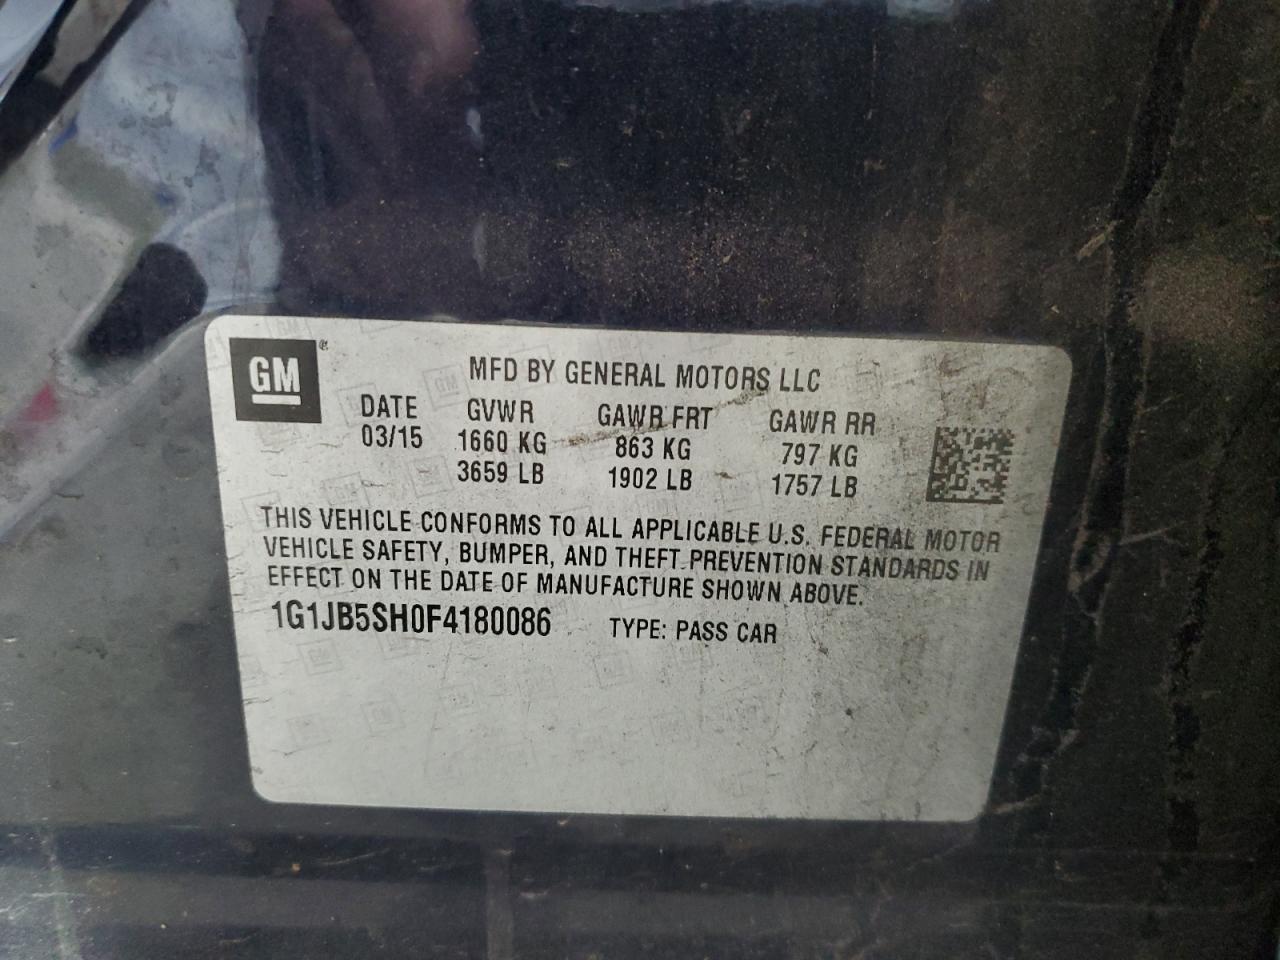 GM®
MFD BY GENERAL MOTORS LLC
DATE GVWR GAWR FRT GAWR RR
03/15 1660 KG 863 KG 797 KG
3659 LB 1902 LB 1757 LB
THIS VEHICLE CONFORMS TO ALL APPLICABLE U.S. FEDERAL MOTOR
VEHICLE SAFETY, BUMPER, AND THEFT PREVENTION STANDARDS IN
EFFECT ON THE DATE OF MANUFACTURE SHOWN ABOVE.
1G1JB5SH0F4180086 TYPE: PASS CAR